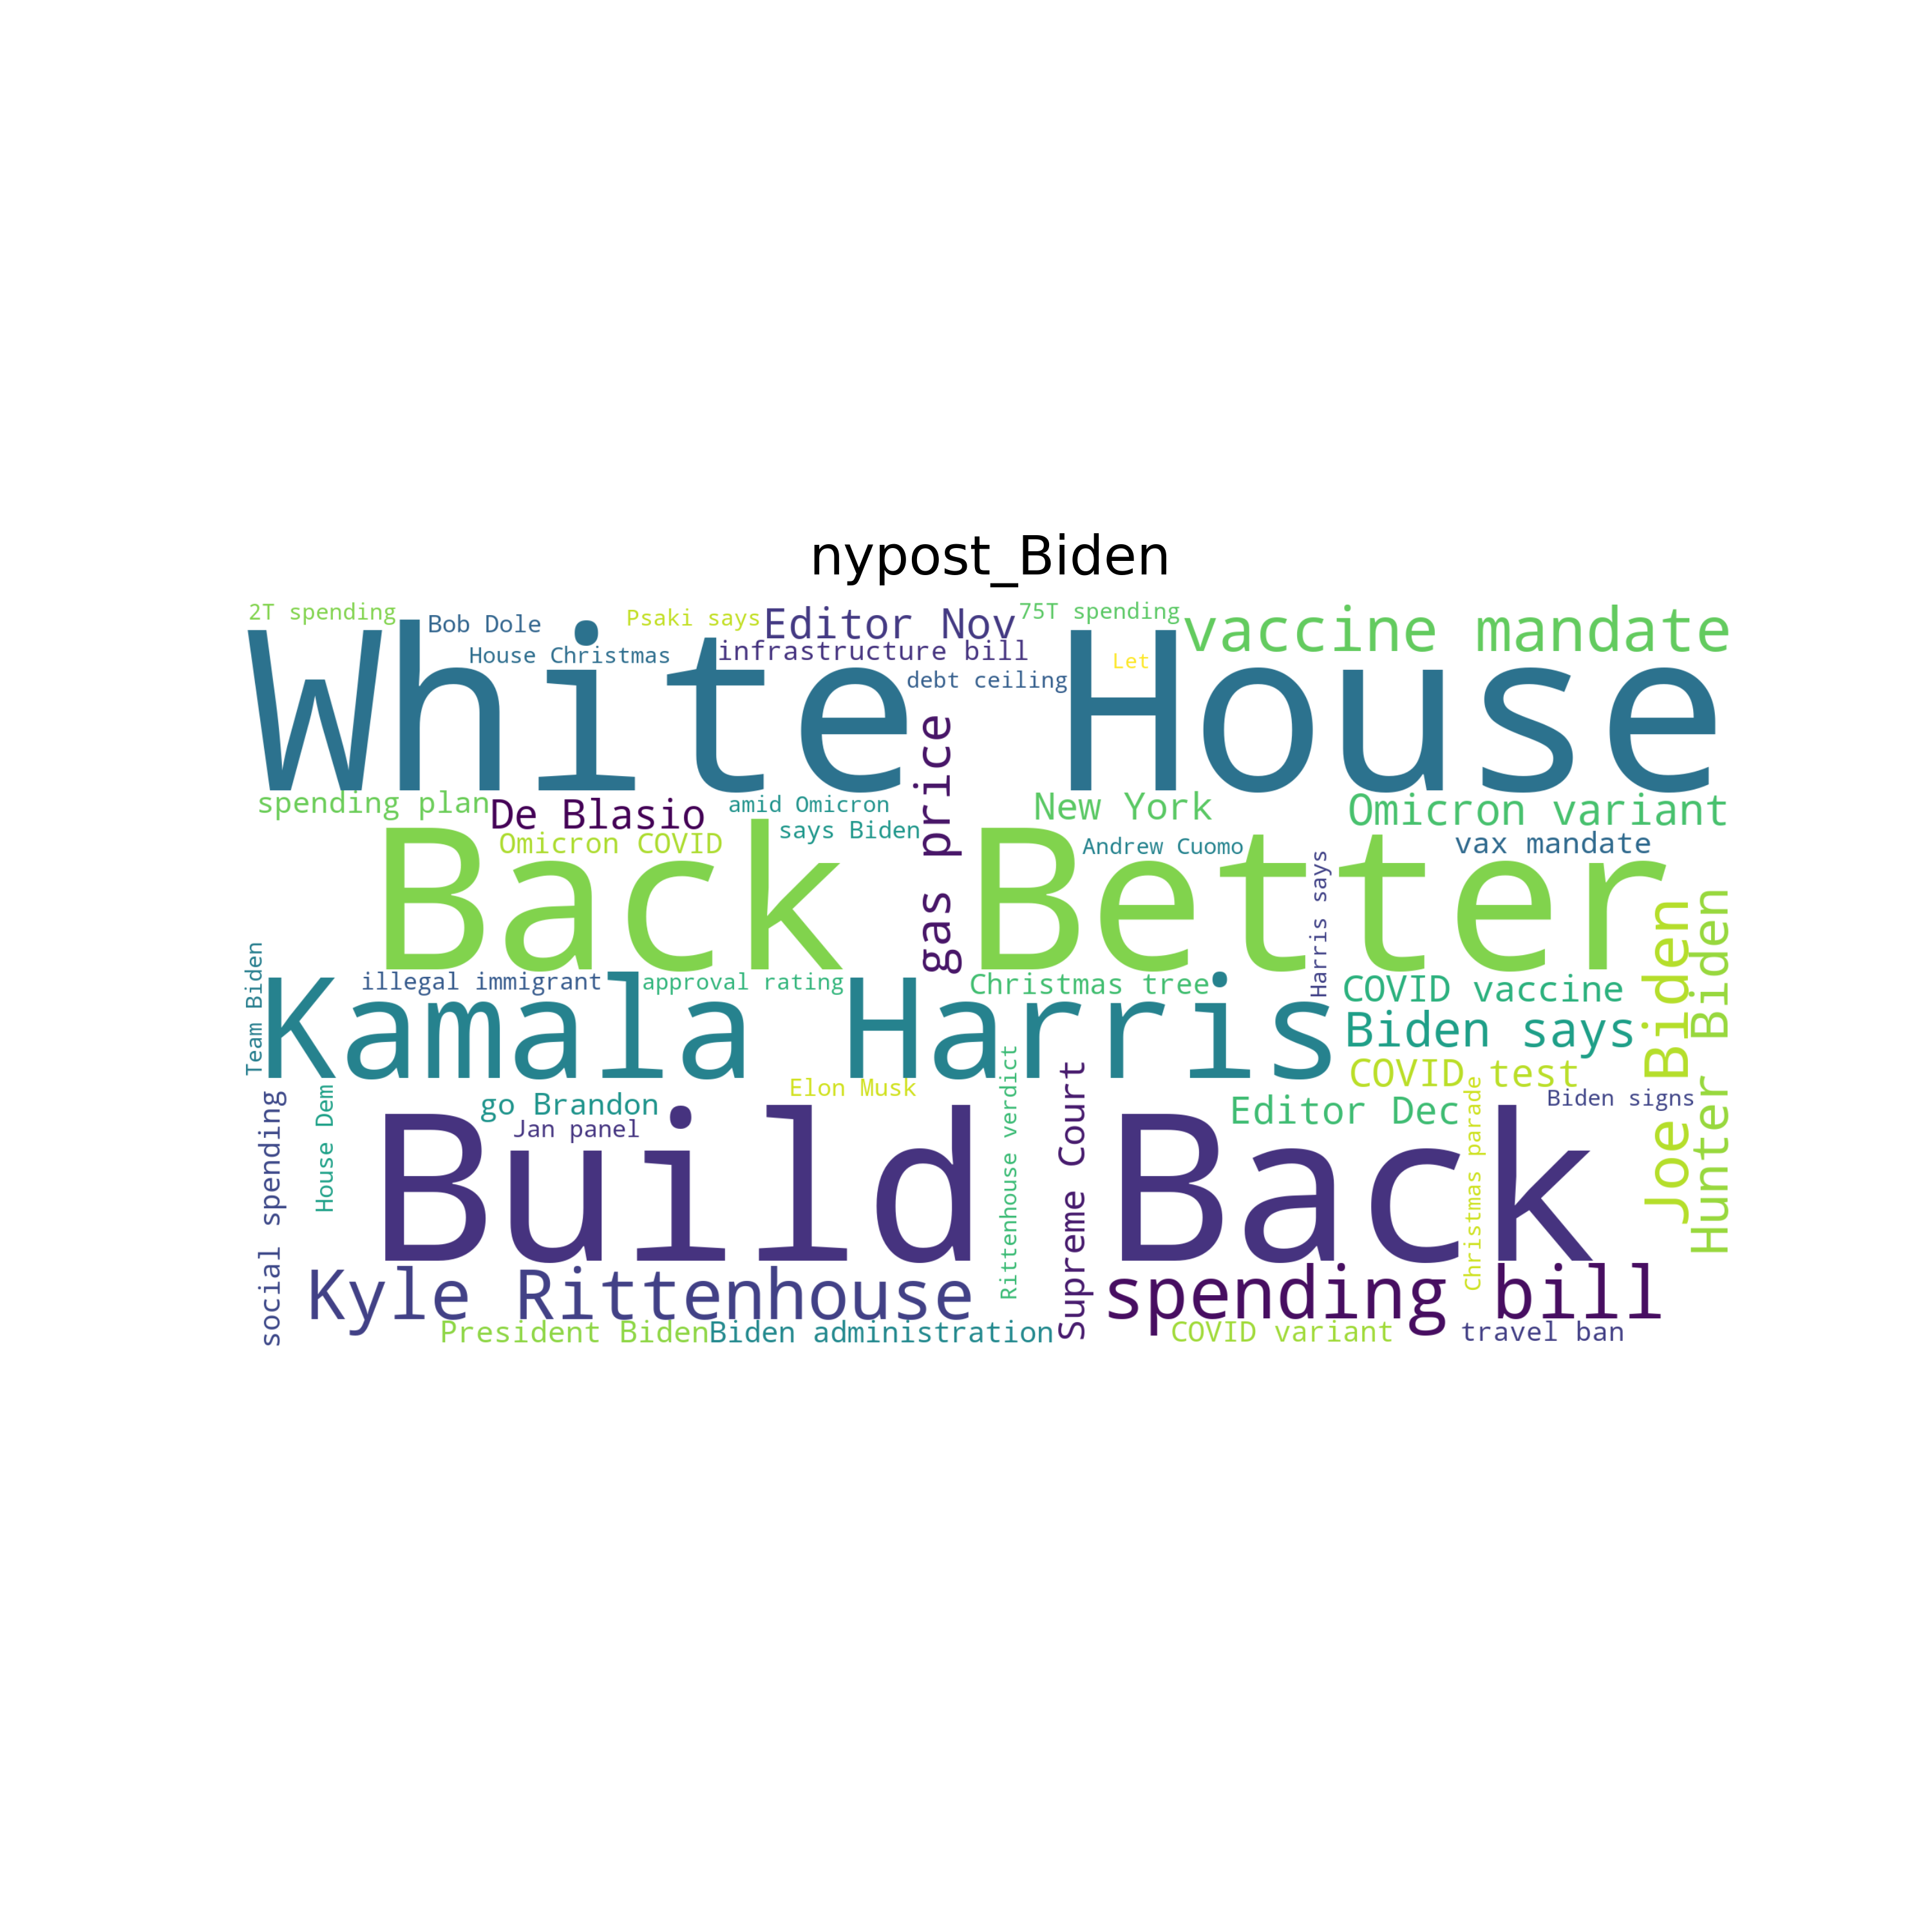 nypost_Biden
2T spending
Bob Dole
Psaki says
Editor Nov
75T spending
vaccine mandate
White House
House Christmas
infrastructure bill
Let
debt ceiling
gas price
spending plan
De Blasio
amid Omicron
New York
Omicron variant
Omicron COVID
says Biden
Andrew Cuomo
vax mandate
Back Better
Harris says
Joe Biden
Hunter Biden
Team Biden
illegal immigrant
approval rating
Christmas tree
COVID vaccine
Kamala Harris
Biden says
COVID test
Elon Musk
Rittenhouse verdict
Supreme Court
Christmas parade
Biden signs
social spending
House Dem
go Brandon
Editor Dec
Jan panel
Build Back
Kyle Rittenhouse
spending bill
President Biden
Biden administration
COVID variant
travel ban